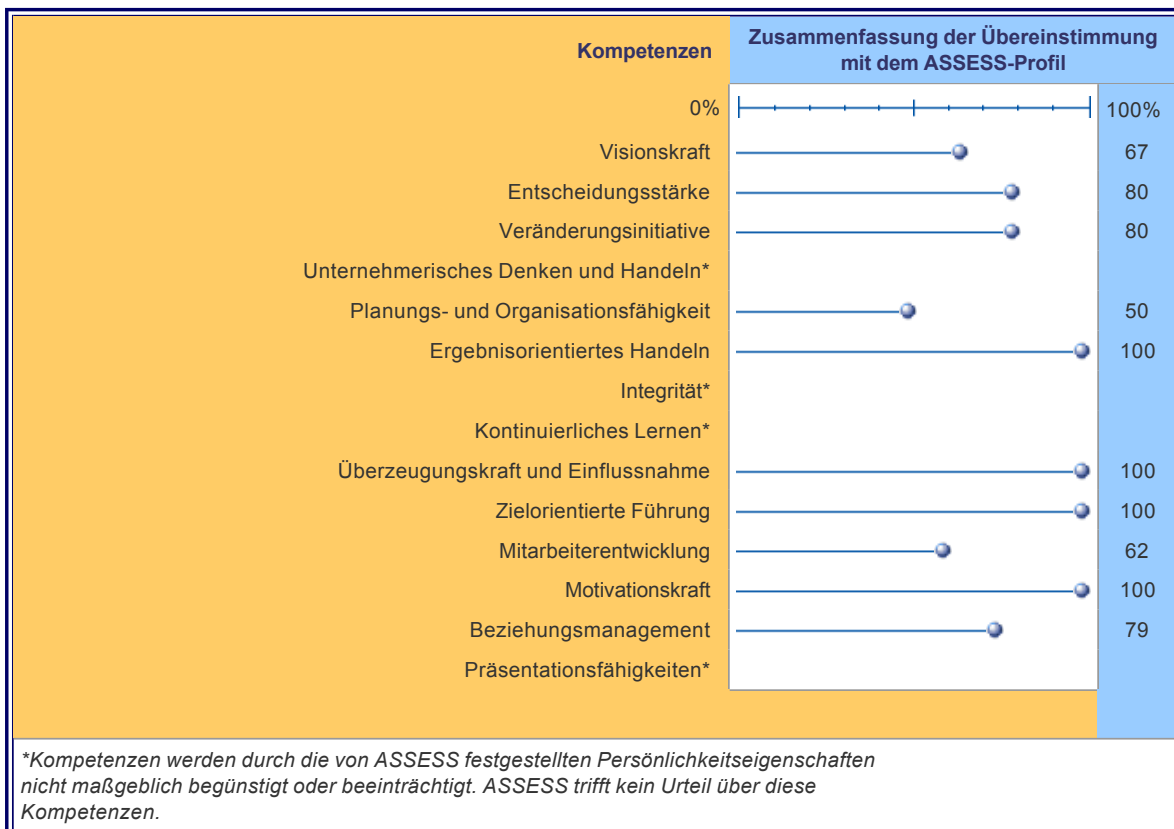 Kompetenzen
Zusammenfassung der Übereinstimmung
mit dem ASSESS-Profil
0% 100%
Visionskraft 67
Entscheidungsstärke 80
Veränderungsinitiative 80
Unternehmerisches Denken und Handeln*
Planungs- und Organisationsfähigkeit 50
Ergebnisorientiertes Handeln 100
Integrität*
Kontinuierliches Lernen*
Überzeugungskraft und Einflussnahme 100
Zielorientierte Führung 100
Mitarbeiterentwicklung 62
Motivationskraft 100
Beziehungsmanagement 79
Präsentationsfähigkeiten*
*Kompetenzen werden durch die von ASSESS festgestellten Persönlichkeitseigenschaften
nicht maßgeblich begünstigt oder beeinträchtigt. ASSESS trifft kein Urteil über diese
Kompetenzen.